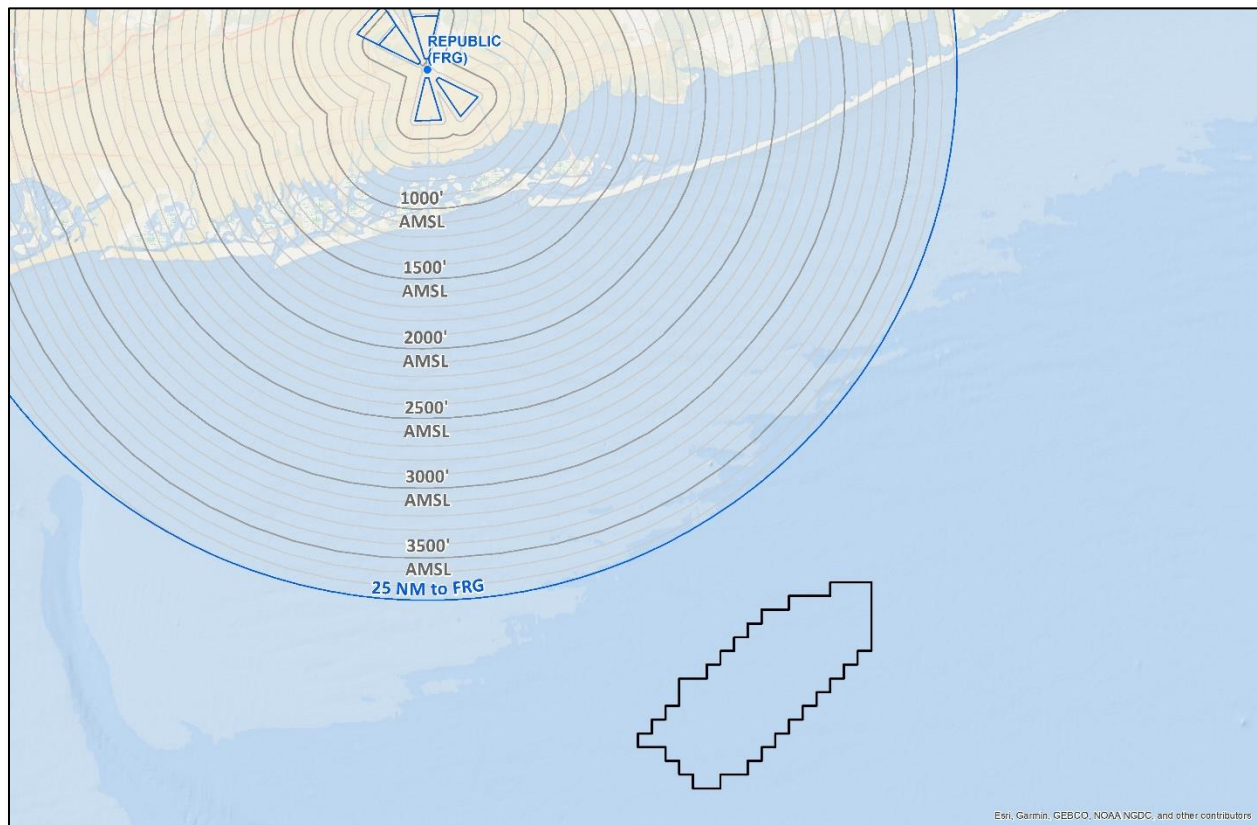 REPUBLIC
(FRG)
1000'
AMSL
1500'
AMSL
2000'
AMSL
2500'
AMSL
3000'
AMSL
3500'
AMSL
25 NM to FRG
Esri, Garmin, GEBCO, NOAA NGDC, and other contributors